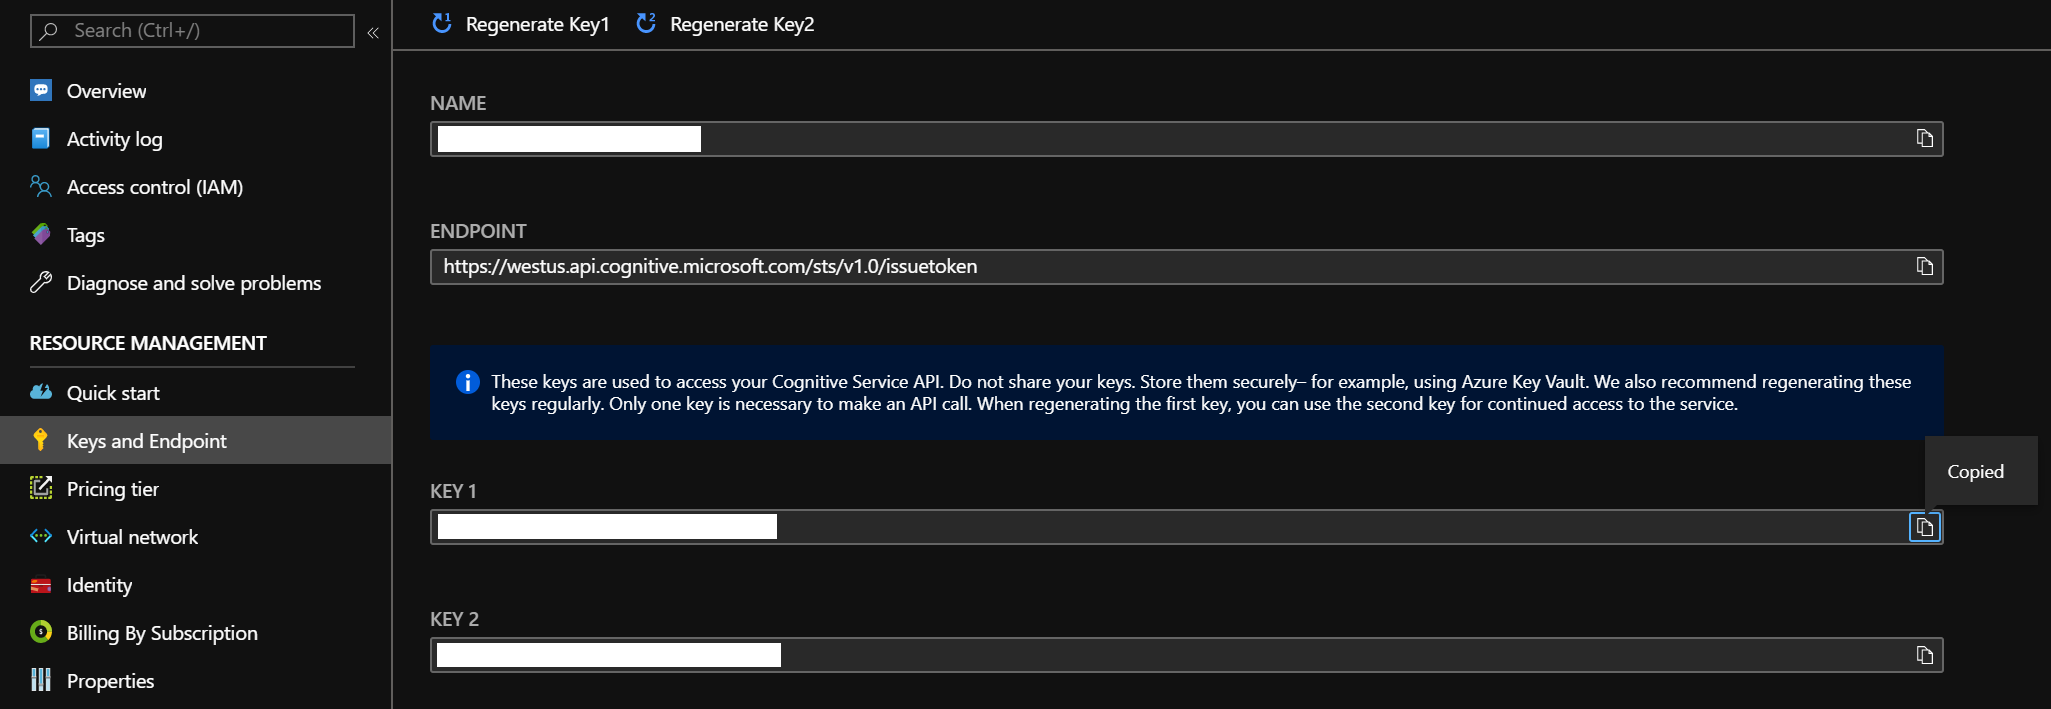 Search (Ctrl+/)
«
Overview
Activity log
Access control (IAM)
Tags
Diagnose and solve problems
RESOURCE MANAGEMENT
Quick start
Keys and Endpoint
Pricing tier
Virtual network
Identity
Billing By Subscription
Properties
1 Regenerate Key1
2 Regenerate Key2
NAME
ENDPOINT
https://westus.api.cognitive.microsoft.com/sts/v1.0/issuetoken
These keys are used to access your Cognitive Service API. Do not share your keys. Store them securely– for example, using Azure Key Vault. We also recommend regenerating these
keys regularly. Only one key is necessary to make an API call. When regenerating the first key, you can use the second key for continued access to the service.
Copied
KEY 1
KEY 2